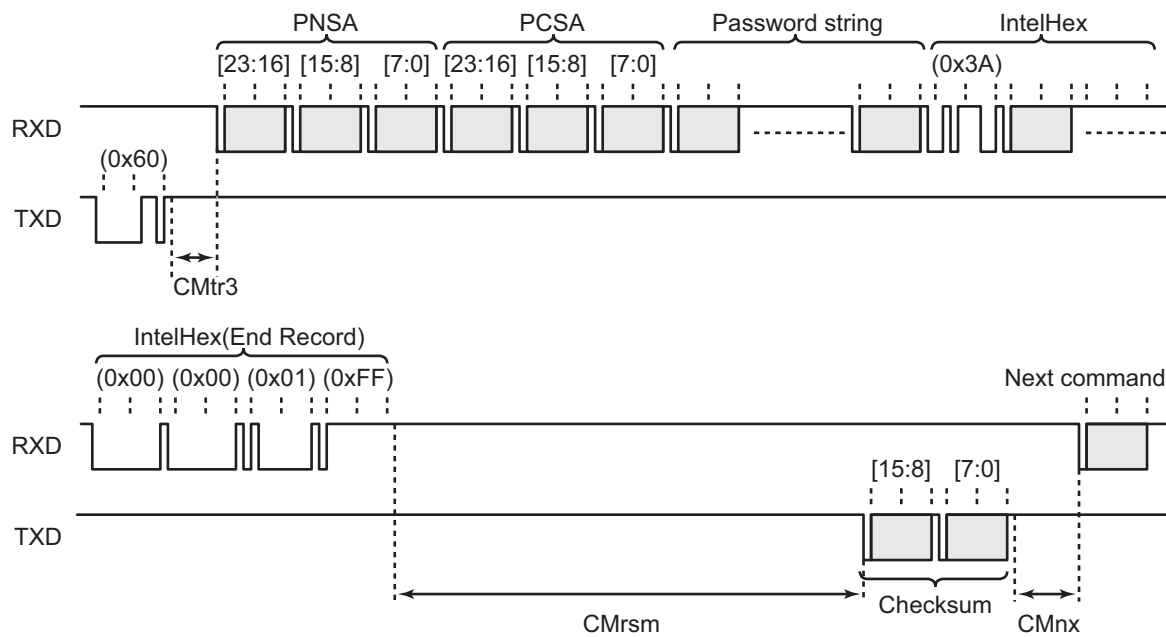 PNSA PCSA Password string IntelHex
[23:16] [15:8] [7:0] [23:16] [15:8] [7:0] (0x3A)
RXD
(0x60)
TXD
CMtr3
IntelHex(End Record)
(0x00) (0x00) (0x01) (0xFF) Next command
RXD
[15:8] [7:0]
TXD
Checksum
CMrsm CMnx